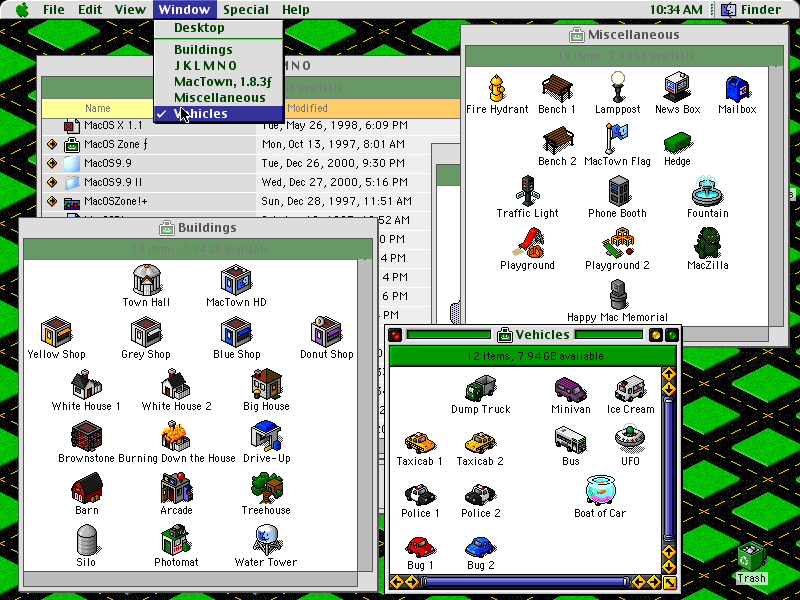 File Edit View Window Special Help 10:34 AM Finder
Desktop
Buildings
J K L M N O
MacTown, 1.8.3ƒ
Miscellaneous
✓ Vehicles
M N O
available
Name
Modified
MacOS X 1.1 Tue, May 26, 1998, 6:09 PM
MacOS Zone ƒ Mon, Oct 13, 1997, 8:01 AM
MacOS9.9 Tue, Dec 26, 2000, 9:30 PM
MacOS9.9 II Wed, Dec 27, 2000, 5:16 PM
MacOSZone!+ Sun, Dec 28, 1997, 11:51 AM
52 AM
0 PM
4 PM
4 PM
6 PM
Miscellaneous
15 items, 7.94 GB available
Fire Hydrant Bench 1 Lamppost News Box Mailbox
Bench 2 MacTown Flag Hedge
Traffic Light Phone Booth Fountain
Playground Playground 2 MacZilla
Happy Mac Memorial
Buildings
18 items, 7.94 GB available
Town Hall MacTown HD
Yellow Shop Grey Shop Blue Shop Donut Shop
White House 1 White House 2 Big House
Brownstone Burning Down the House Drive-Up
Barn Arcade Treehouse
Silo Photomat Water Tower
Vehicles
12 items, 7.94 GB available
Dump Truck Minivan Ice Cream
Taxicab 1 Taxicab 2 Bus UFO
Police 1 Police 2 Boat of Car
Bug 1 Bug 2
Trash